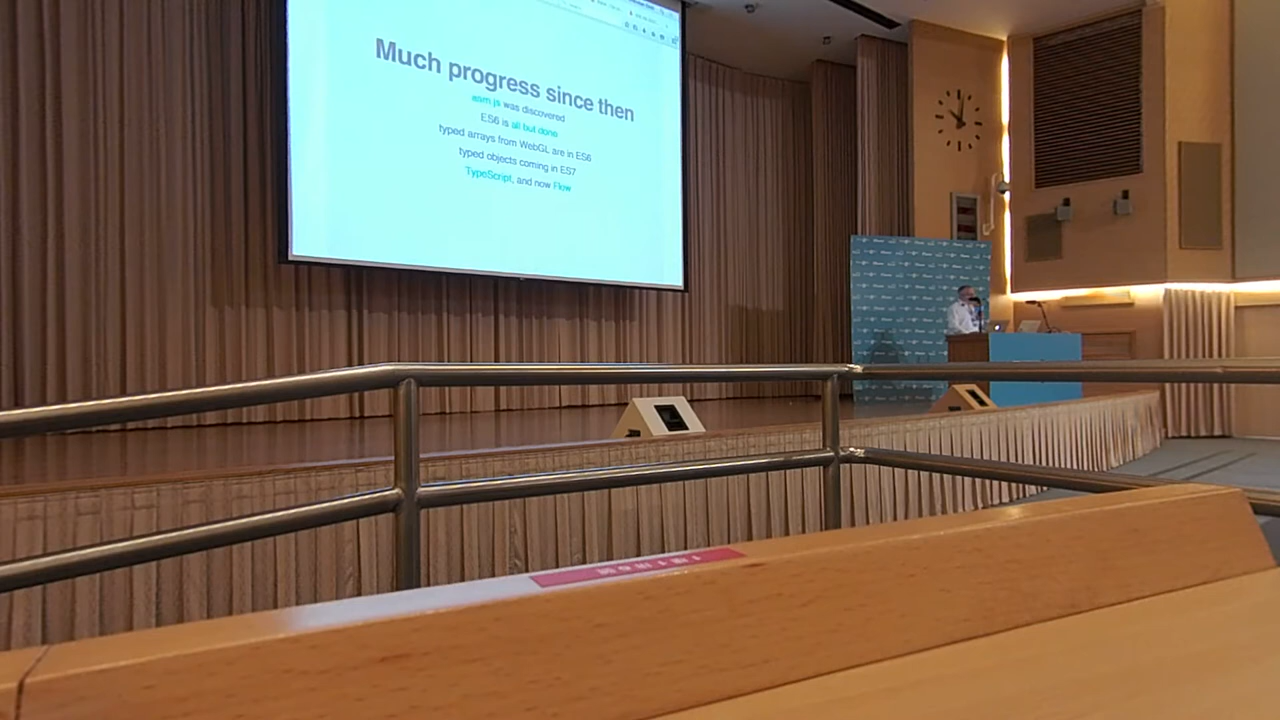 Much progress since then
asm.js was discovered
ES6 is all but done
typed arrays from WebGL are in ES6
typed objects coming in ES7
TypeScript, and now Flow